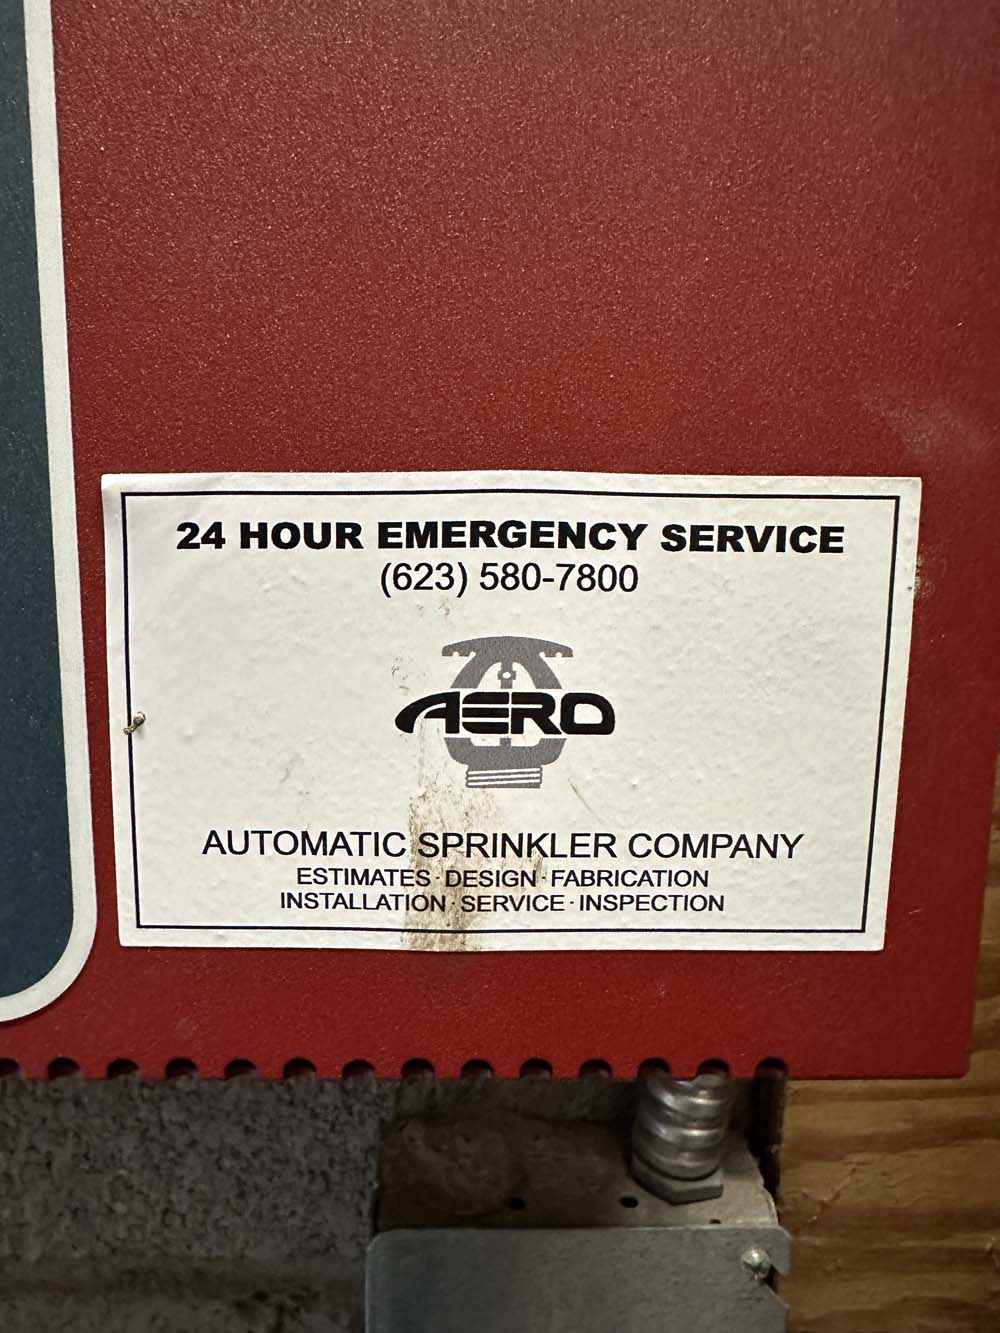 24 HOUR EMERGENCY SERVICE
(623) 580-7800
AERO
AUTOMATIC SPRINKLER COMPANY
ESTIMATES · DESIGN · FABRICATION
INSTALLATION · SERVICE · INSPECTION